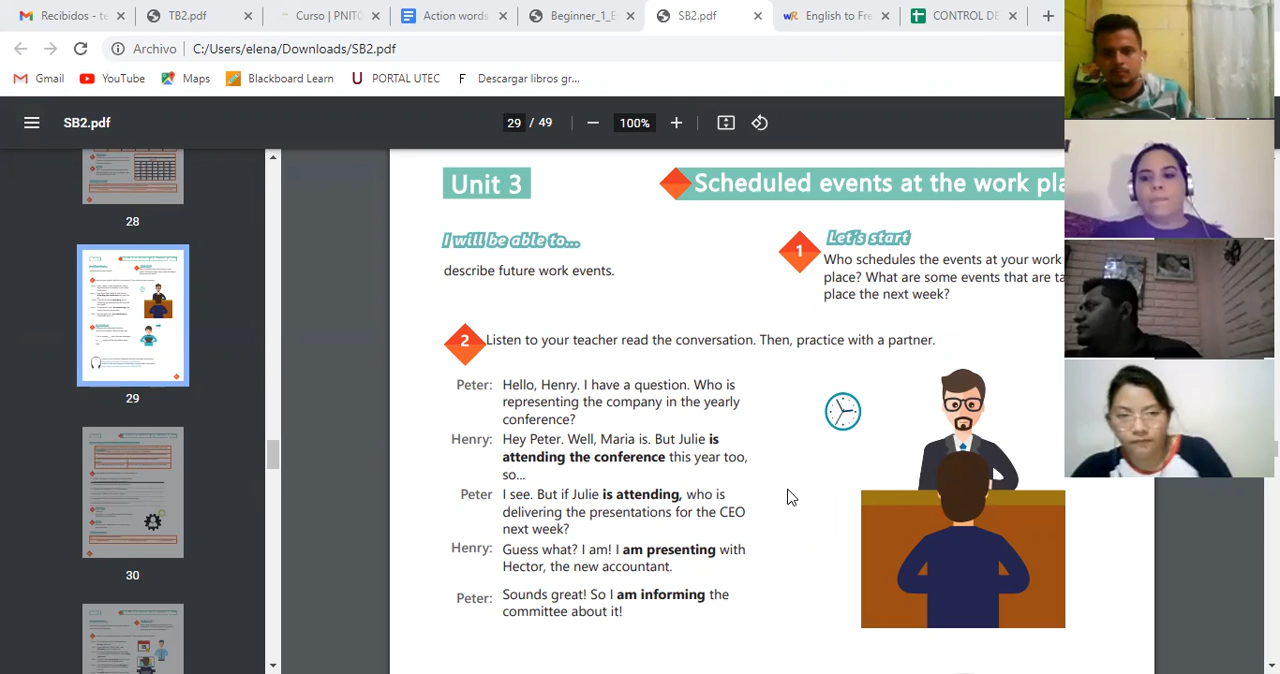 Recibidos - te
TB2.pdf
Curso | PNITC
Action words
Beginner_1_E
SB2.pdf
English to Fre
CONTROL DE
Archivo
C:/Users/elena/Downloads/SB2.pdf
Gmail
YouTube
Maps
Blackboard Learn
PORTAL UTEC
F Descargar libros gr...
SB2.pdf
29 / 49
100%
28
29
30
Unit 3
Scheduled events at the work pla
I will be able to...
describe future work events.
1
Let's start
Who schedules the events at your work
place? What are some events that are ta
place the next week?
2
Listen to your teacher read the conversation. Then, practice with a partner.
Peter: Hello, Henry. I have a question. Who is
representing the company in the yearly
conference?
Henry: Hey Peter. Well, Maria is. But Julie is
attending the conference this year too,
so...
Peter I see. But if Julie is attending, who is
delivering the presentations for the CEO
next week?
Henry: Guess what? I am! I am presenting with
Hector, the new accountant.
Peter: Sounds great! So I am informing the
committee about it!